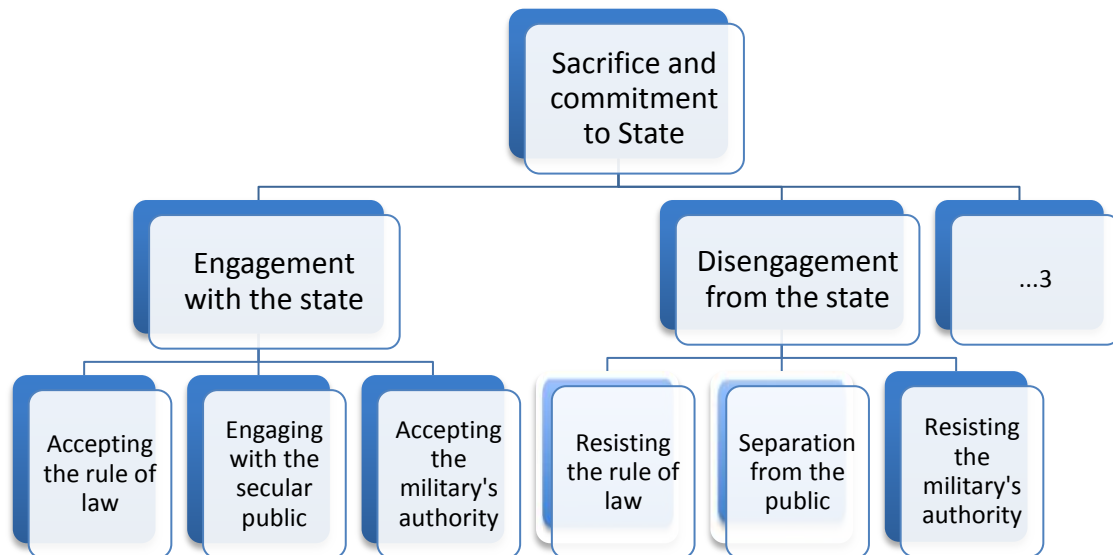 Sacrifice and
commitment
to State
Engagement
with the state
Disengagement
from the state
...3
Accepting
the rule of
law
Engaging
with the
secular
public
Accepting
the
military's
authority
Resisting
the rule of
law
Separation
from the
public
Resisting
the
military's
authority